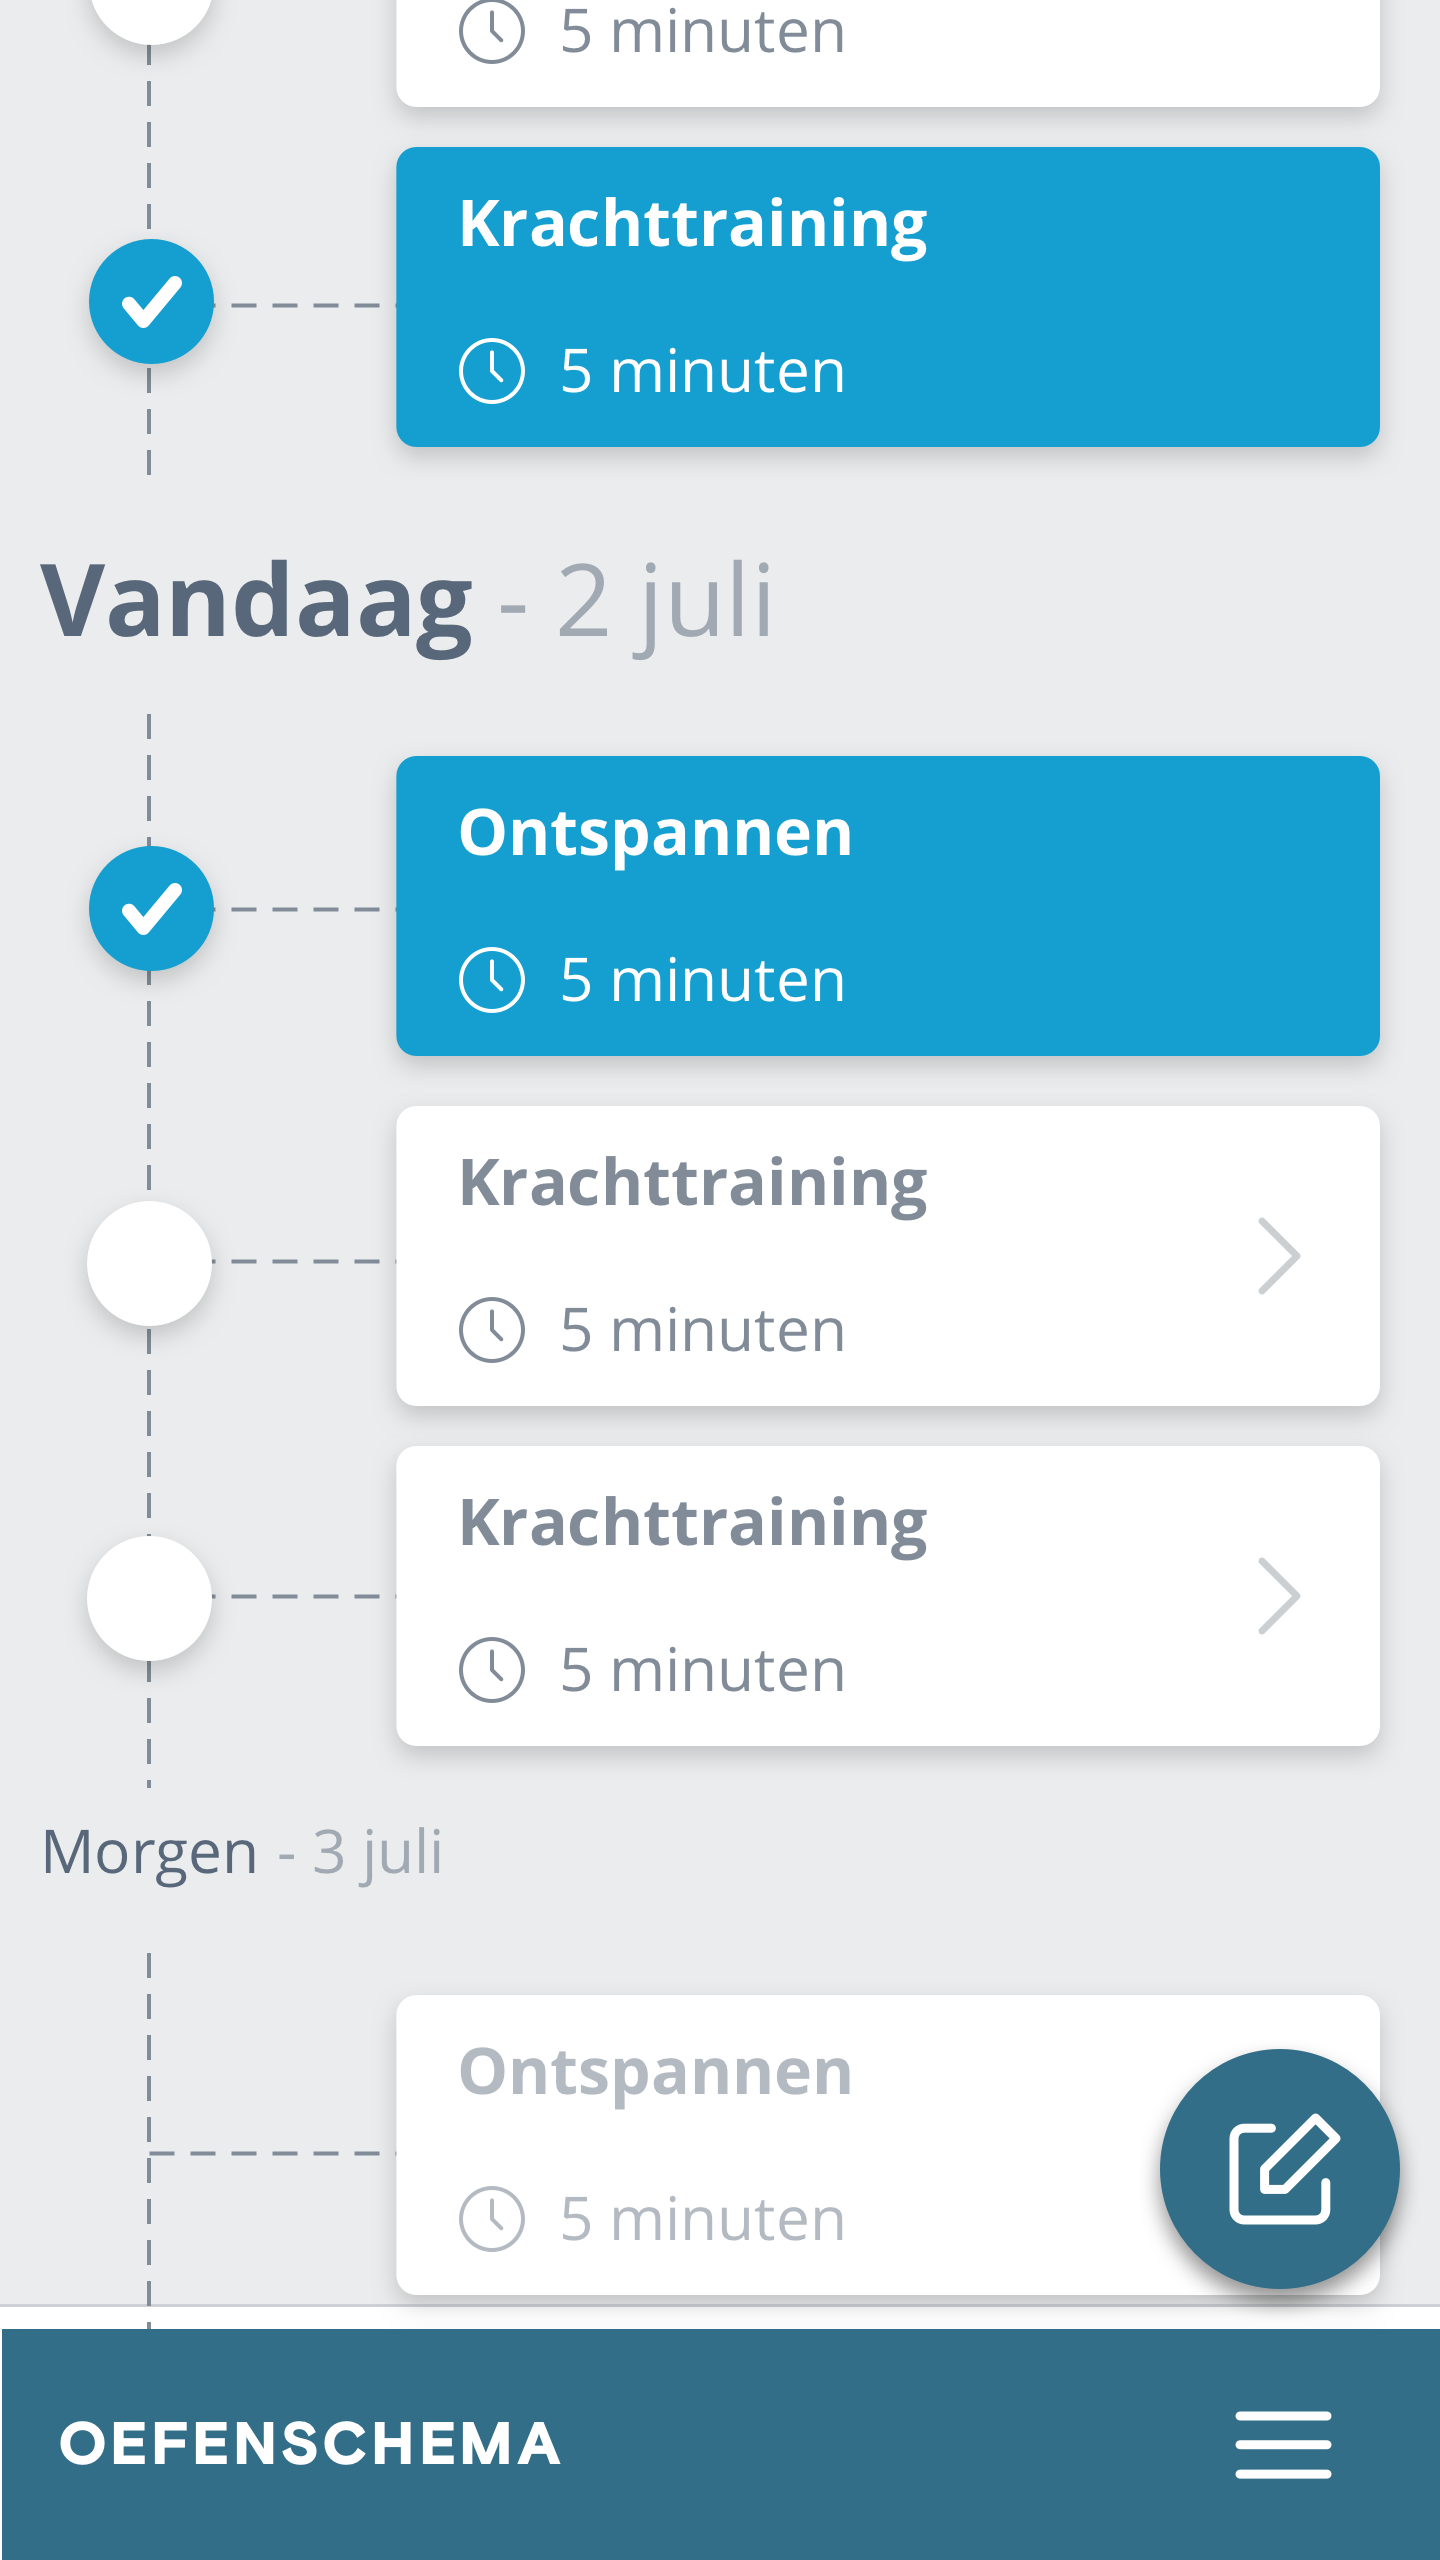 5 minuten
Krachttraining
5 minuten
Vandaag - 2 juli
Ontspannen
5 minuten
Krachttraining
5 minuten
Krachttraining
5 minuten
Morgen - 3 juli
Ontspannen
5 minuten
OEFENSCHEMA